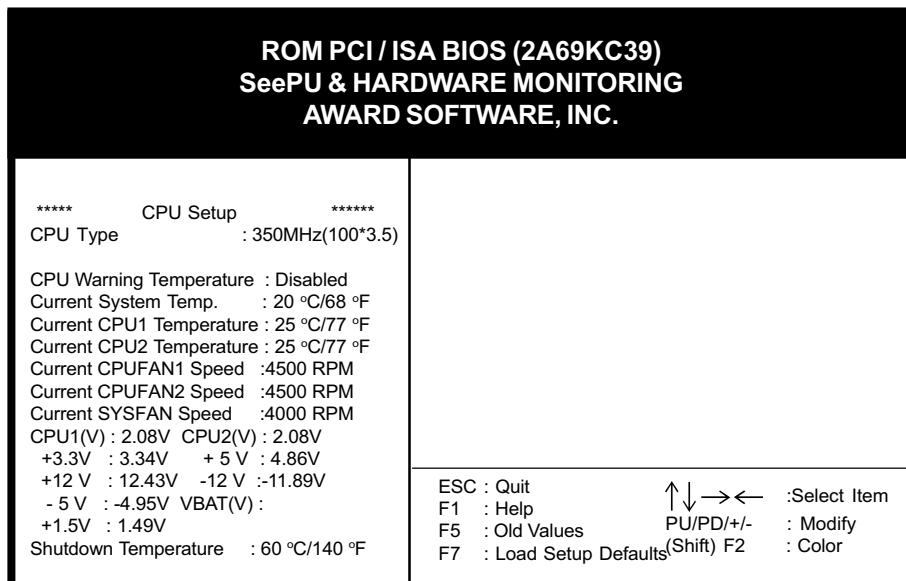 ROM PCI / ISA BIOS (2A69KC39)
SeePU & HARDWARE MONITORING
AWARD SOFTWARE, INC.
***** CPU Setup ******
CPU Type : 350MHz(100*3.5)
CPU Warning Temperature : Disabled
Current System Temp. : 20 °C/68 °F
Current CPU1 Temperature : 25 °C/77 °F
Current CPU2 Temperature : 25 °C/77 °F
Current CPUFAN1 Speed :4500 RPM
Current CPUFAN2 Speed :4500 RPM
Current SYSFAN Speed :4000 RPM
CPU1(V) : 2.08V CPU2(V) : 2.08V
+3.3V : 3.34V + 5 V : 4.86V
+12 V : 12.43V -12 V :-11.89V
- 5 V : -4.95V VBAT(V) :
+1.5V : 1.49V
Shutdown Temperature : 60 °C/140 °F
ESC : Quit ↑↓→← :Select Item
F1 : Help PU/PD/+/- : Modify
F5 : Old Values (Shift) F2 : Color
F7 : Load Setup Defaults